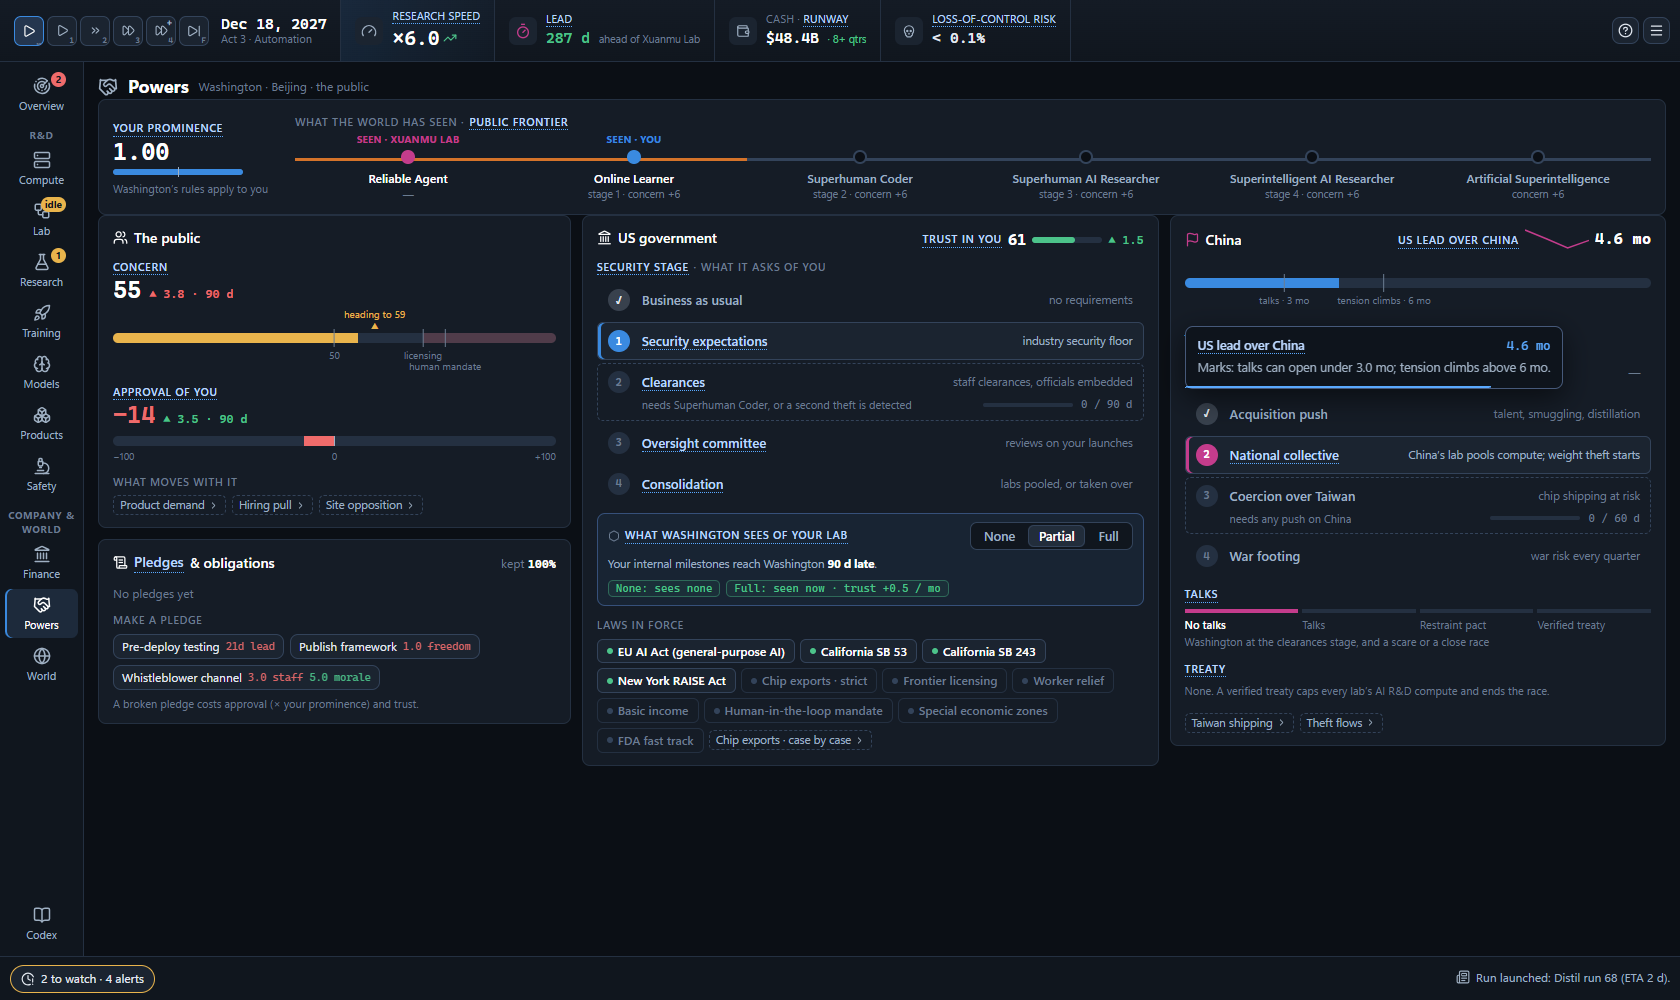 Dec 18, 2027
Act 3 · Automation
RESEARCH SPEED
×6.0
LEAD
287 d ahead of Xuanmu Lab
CASH · RUNWAY
$48.4B · 8+ qtrs
LOSS-OF-CONTROL RISK
< 0.1%
1
2
3
4
F
Overview
2
R&D
Compute
idle
Lab
1
Research
Training
Models
Products
Safety
COMPANY &
WORLD
Finance
Powers
World
Codex
Powers Washington · Beijing · the public
YOUR PROMINENCE
1.00
Washington's rules apply to you
WHAT THE WORLD HAS SEEN · PUBLIC FRONTIER
SEEN · XUANMU LAB
Reliable Agent
—
SEEN · YOU
Online Learner
stage 1 · concern +6
Superhuman Coder
stage 2 · concern +6
Superhuman AI Researcher
stage 3 · concern +6
Superintelligent AI Researcher
stage 4 · concern +6
Artificial Superintelligence
concern +6
The public
CONCERN
55 ▲ 3.8 · 90 d
heading to 59
50
licensing
human mandate
APPROVAL OF YOU
−14 ▲ 3.5 · 90 d
−100 0 +100
WHAT MOVES WITH IT
Product demand ›
Hiring pull ›
Site opposition ›
Pledges & obligations kept 100%
No pledges yet
MAKE A PLEDGE
Pre-deploy testing 21d lead
Publish framework 1.0 freedom
Whistleblower channel 3.0 staff 5.0 morale
A broken pledge costs approval (× your prominence) and trust.
US government TRUST IN YOU 61 ▲ 1.5
SECURITY STAGE · WHAT IT ASKS OF YOU
✓ Business as usual no requirements
1 Security expectations industry security floor
2 Clearances staff clearances, officials embedded
needs Superhuman Coder, or a second theft is detected 0 / 90 d
3 Oversight committee reviews on your launches
4 Consolidation labs pooled, or taken over
WHAT WASHINGTON SEES OF YOUR LAB None Partial Full
Your internal milestones reach Washington 90 d late.
None: sees none
Full: seen now · trust +0.5 / mo
LAWS IN FORCE
EU AI Act (general-purpose AI)
California SB 53
California SB 243
New York RAISE Act
Chip exports · strict
Frontier licensing
Worker relief
Basic income
Human-in-the-loop mandate
Special economic zones
FDA fast track
Chip exports · case by case ›
China US LEAD OVER CHINA 4.6 mo
talks · 3 mo
tension climbs · 6 mo
US lead over China 4.6 mo
Marks: talks can open under 3.0 mo; tension climbs above 6 mo.
—
✓ Acquisition push talent, smuggling, distillation
2 National collective China's lab pools compute; weight theft starts
3 Coercion over Taiwan chip shipping at risk
needs any push on China 0 / 60 d
4 War footing war risk every quarter
TALKS
No talks Talks Restraint pact Verified treaty
Washington at the clearances stage, and a scare or a close race
TREATY
None. A verified treaty caps every lab's AI R&D compute and ends the race.
Taiwan shipping ›
Theft flows ›
2 to watch · 4 alerts
Run launched: Distil run 68 (ETA 2 d).